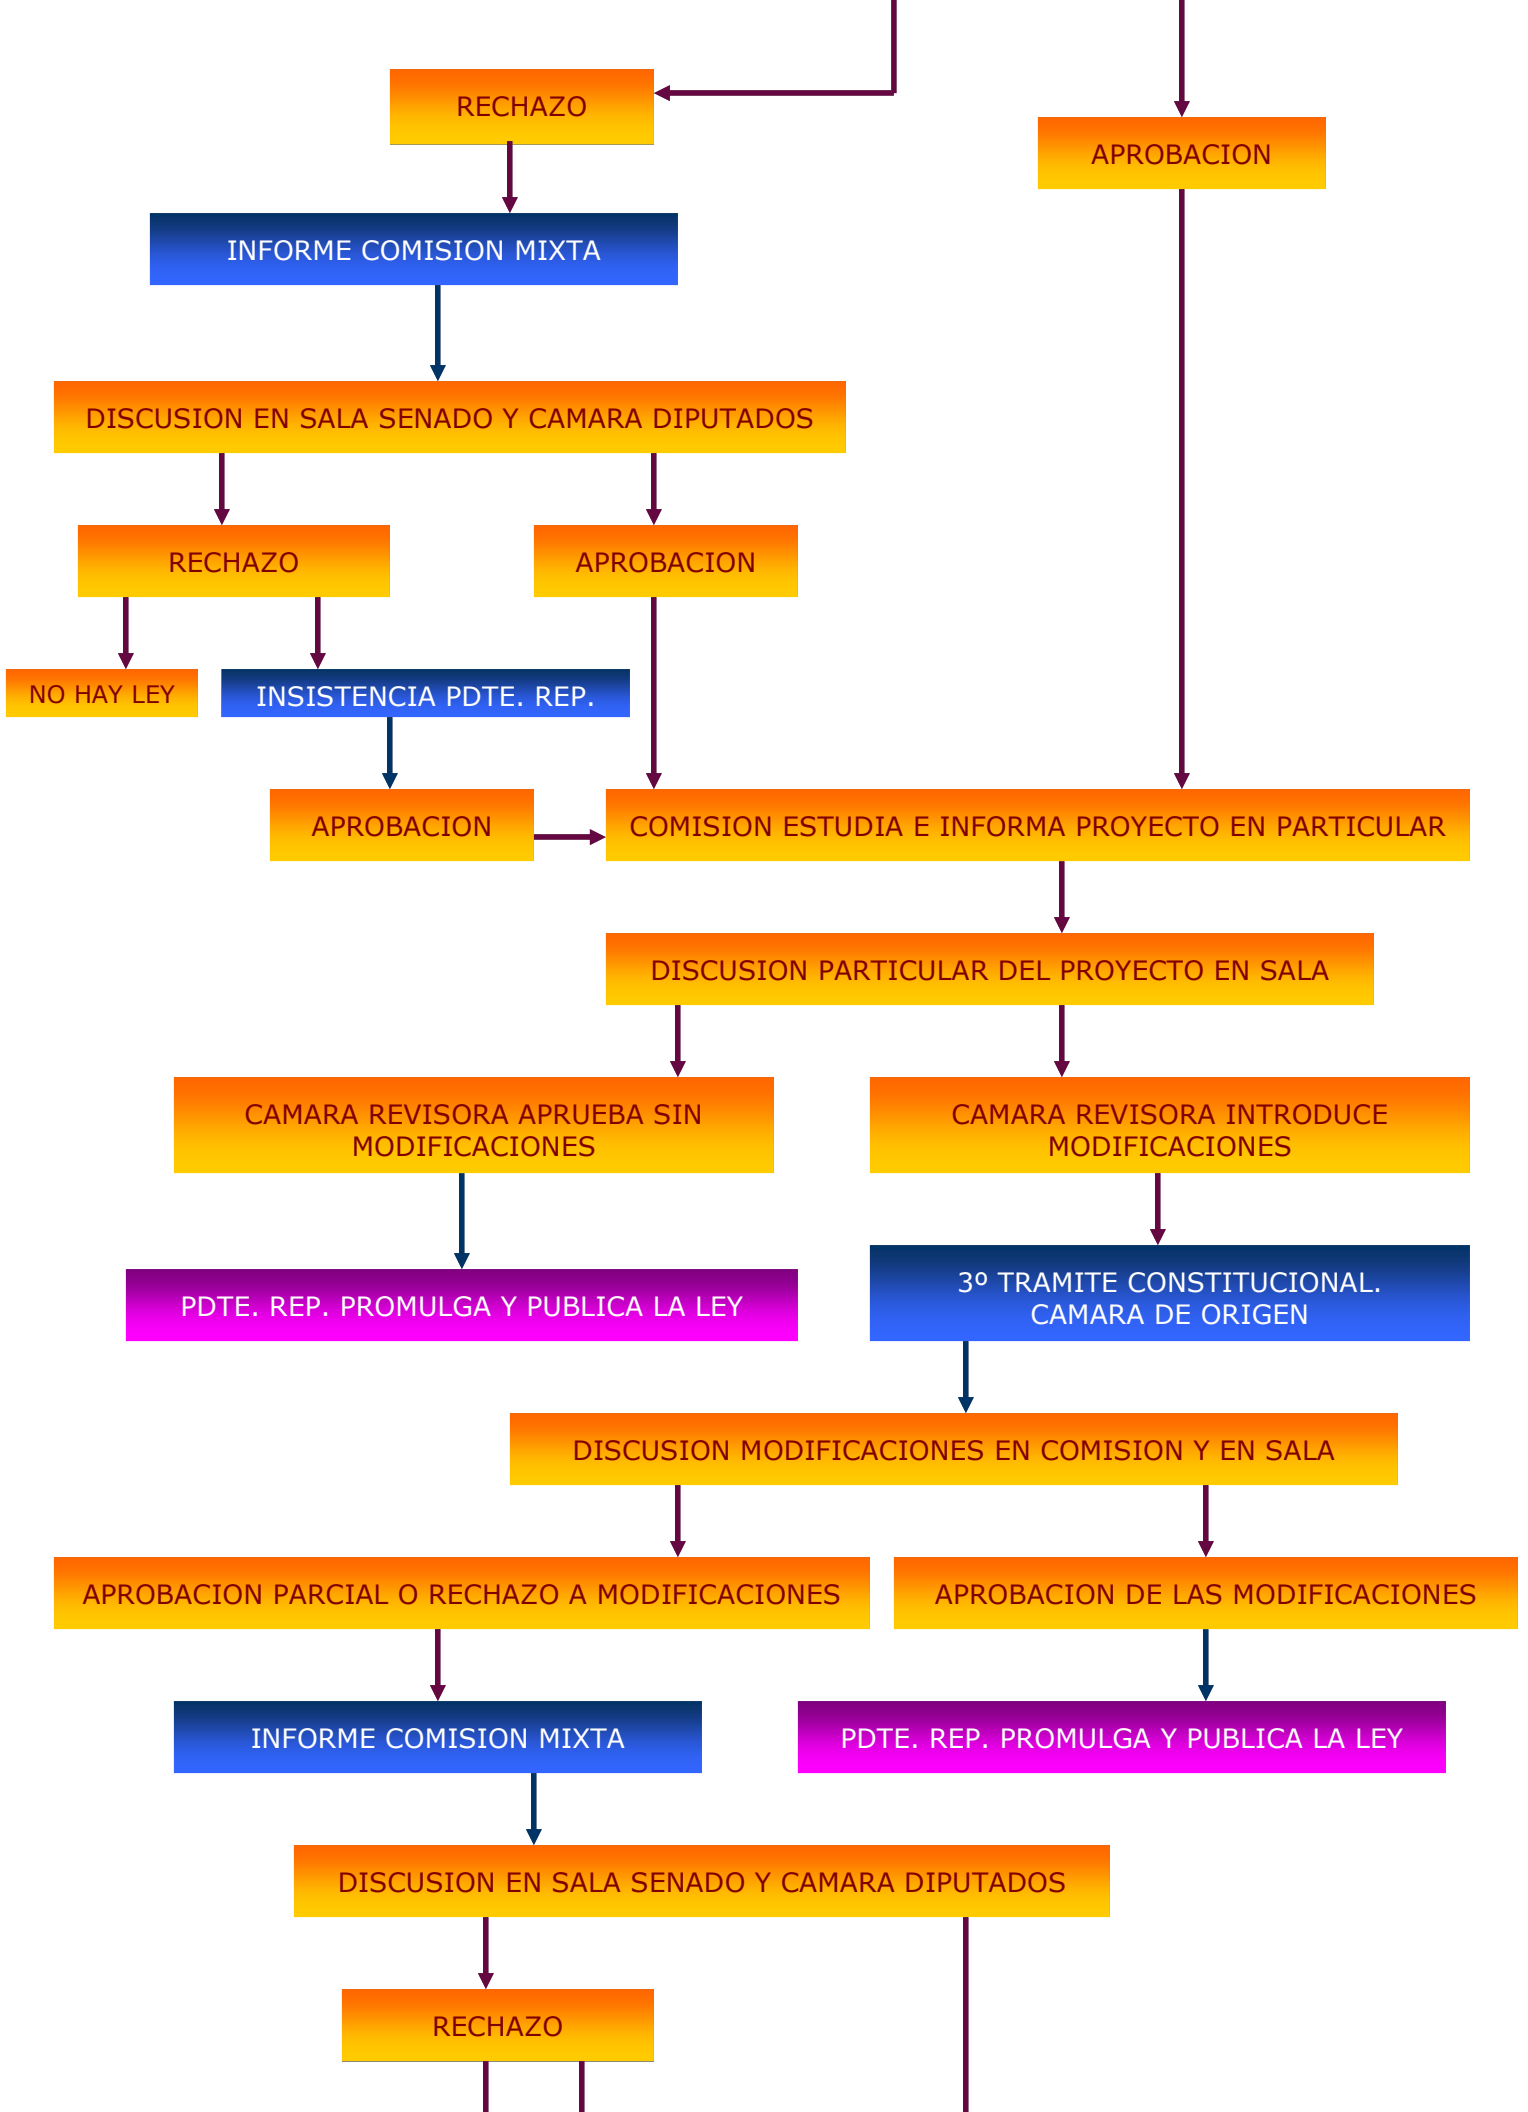 RECHAZO
APROBACION
INFORME COMISION MIXTA
DISCUSION EN SALA SENADO Y CAMARA DIPUTADOS
RECHAZO
APROBACION
NO HAY LEY
INSISTENCIA PDTE. REP.
APROBACION
COMISION ESTUDIA E INFORMA PROYECTO EN PARTICULAR
DISCUSION PARTICULAR DEL PROYECTO EN SALA
CAMARA REVISORA APRUEBA SIN
MODIFICACIONES
CAMARA REVISORA INTRODUCE
MODIFICACIONES
PDTE. REP. PROMULGA Y PUBLICA LA LEY
3º TRAMITE CONSTITUCIONAL.
CAMARA DE ORIGEN
DISCUSION MODIFICACIONES EN COMISION Y EN SALA
APROBACION PARCIAL O RECHAZO A MODIFICACIONES
APROBACION DE LAS MODIFICACIONES
INFORME COMISION MIXTA
PDTE. REP. PROMULGA Y PUBLICA LA LEY
DISCUSION EN SALA SENADO Y CAMARA DIPUTADOS
RECHAZO